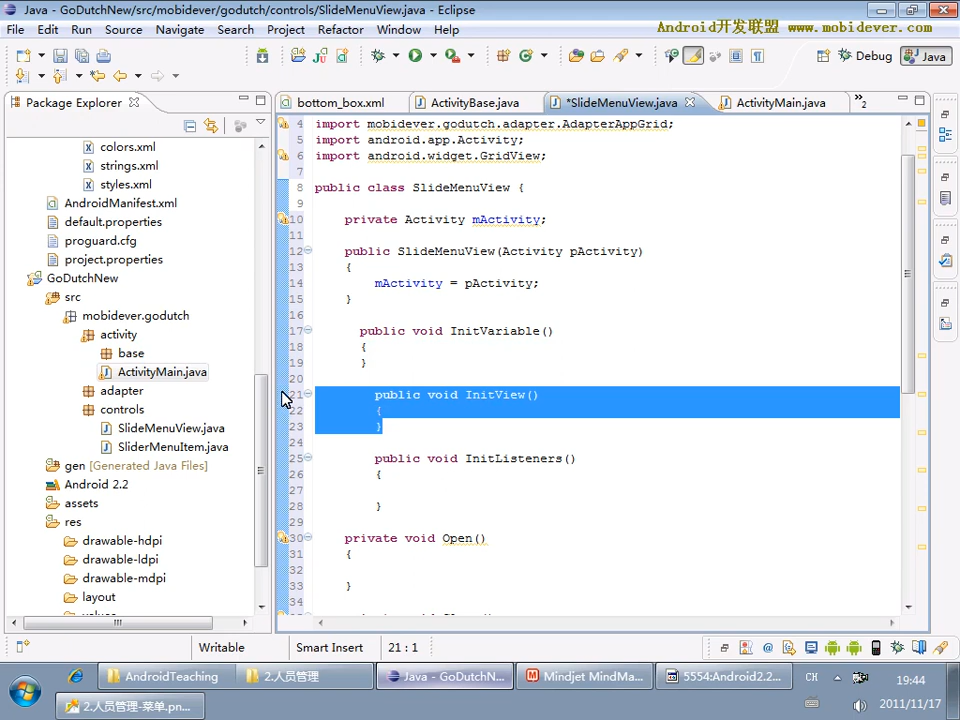 Java - GoDutchNew/src/mobidever/godutch/controls/SlideMenuView.java - Eclipse
File Edit Run Source Navigate Search Project Refactor Window Help
Android开发联盟 www.mobidever.com
Debug Java
Package Explorer
bottom_box.xml ActivityBase.java *SlideMenuView.java ActivityMain.java »2
colors.xml
strings.xml
styles.xml
AndroidManifest.xml
default.properties
proguard.cfg
project.properties
GoDutchNew
src
mobidever.godutch
activity
base
ActivityMain.java
adapter
controls
SlideMenuView.java
SliderMenuItem.java
gen [Generated Java Files]
Android 2.2
assets
res
drawable-hdpi
drawable-ldpi
drawable-mdpi
layout
4 import mobidever.godutch.adapter.AdapterAppGrid;
5 import android.app.Activity;
6 import android.widget.GridView;
7
8 public class SlideMenuView {
9
10 private Activity mActivity;
11
12 public SlideMenuView(Activity pActivity)
13 {
14 mActivity = pActivity;
15 }
16
17 public void InitVariable()
18 {
19 }
20
21 public void InitView()
22 {
23 }
24
25 public void InitListeners()
26 {
27
28 }
29
30 private void Open()
31 {
32
33 }
34
Writable Smart Insert 21 : 1
AndroidTeaching 2.人员管理 Java - GoDutchN... Mindjet MindMa... 5554:Android2.2... CH 19:44
2.人员管理-菜单.pn... 2011/11/17